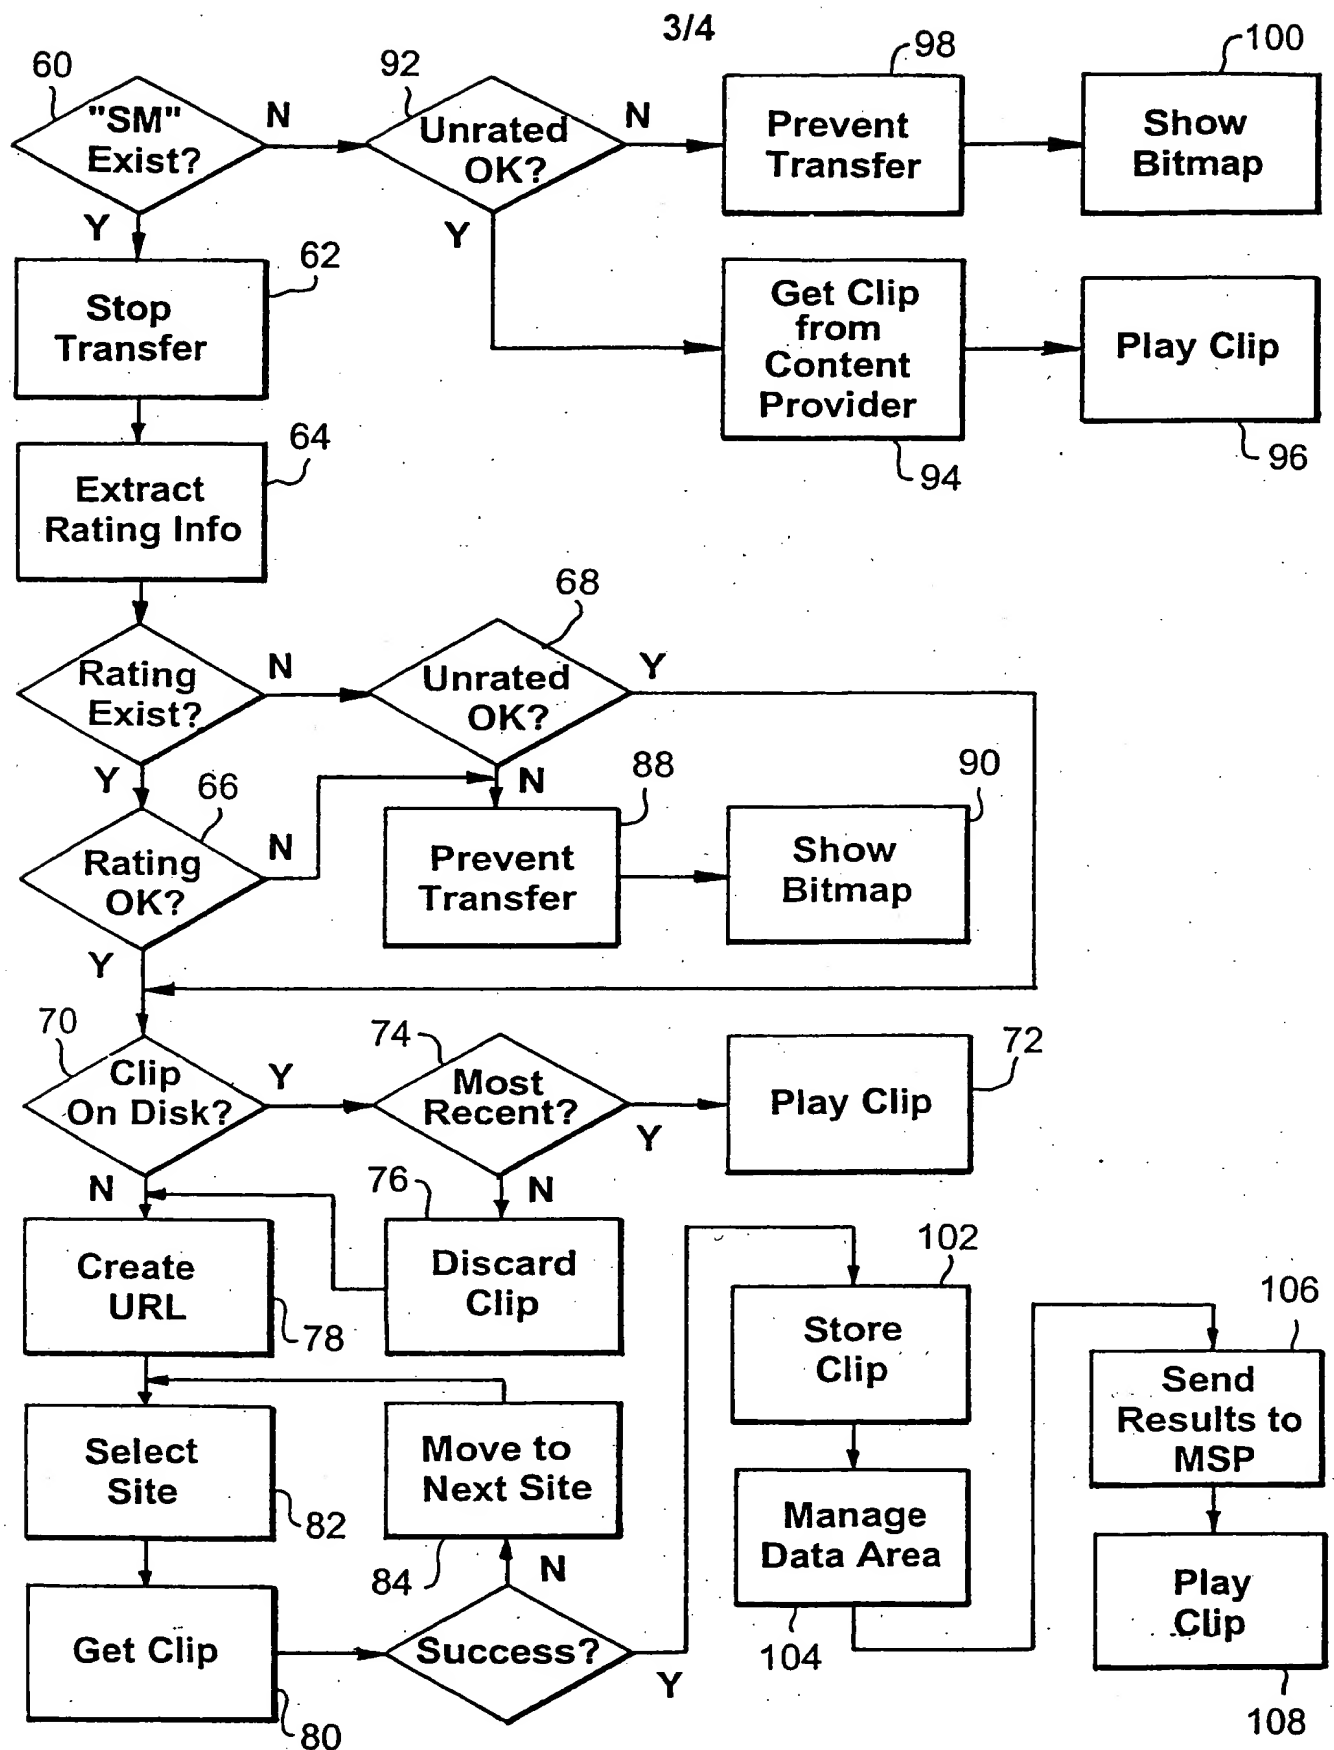 3/4
60
"SM"
Exist?
N
92
Unrated
OK?
N
98
Prevent
Transfer
100
Show
Bitmap
Y
62
Stop
Transfer
Y
Get Clip
from
Content
Provider
94
Play Clip
96
64
Extract
Rating Info
Rating
Exist?
N
68
Unrated
OK?
Y
Y
66
Rating
OK?
N
N
88
Prevent
Transfer
90
Show
Bitmap
Y
70
Clip
On Disk?
Y
74
Most
Recent?
Y
72
Play Clip
N
76
N
Create
URL
78
Discard
Clip
102
Store
Clip
106
Send
Results to
MSP
Select
Site
82
Move to
Next Site
84
N
Manage
Data Area
104
Play
Clip
108
Get Clip
80
Success?
Y